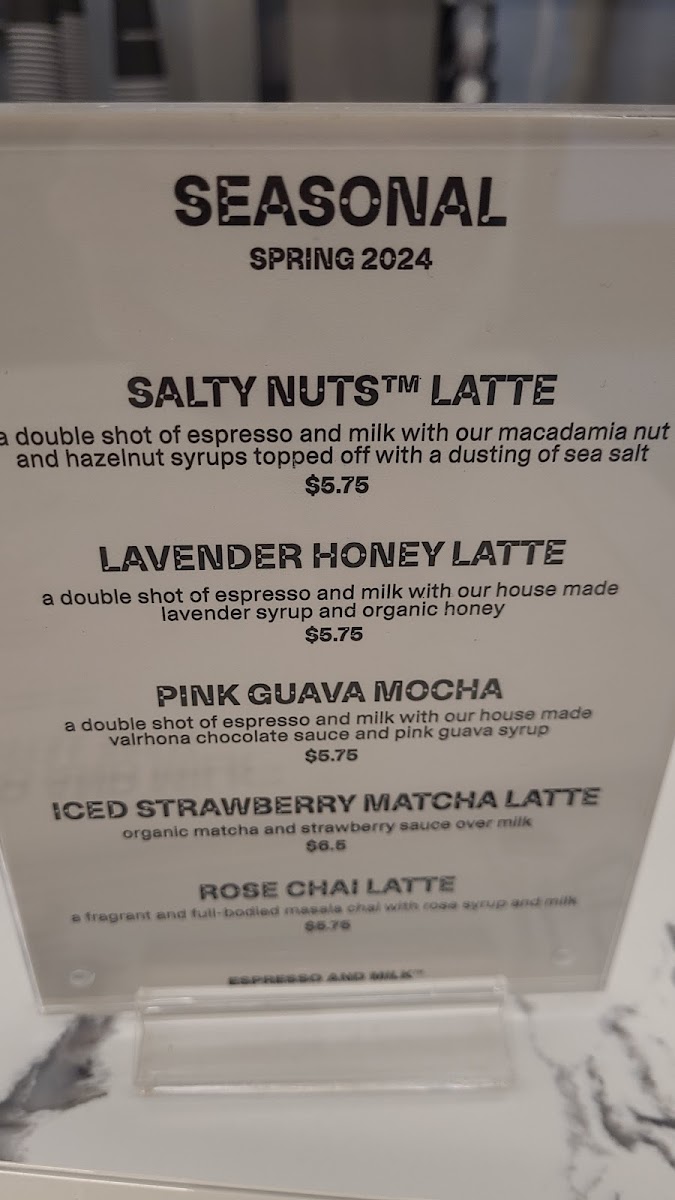 SEASONAL
SPRING 2024
SALTY NUTS™ LATTE
a double shot of espresso and milk with our macadamia nut
and hazelnut syrups topped off with a dusting of sea salt
$5.75
LAVENDER HONEY LATTE
a double shot of espresso and milk with our house made
lavender syrup and organic honey
$5.75
PINK GUAVA MOCHA
a double shot of espresso and milk with our house made
valrhona chocolate sauce and pink guava syrup
$5.75
ICED STRAWBERRY MATCHA LATTE
organic matcha and strawberry sauce over milk
$6.5
ROSE CHAI LATTE
a fragrant and full-bodied masala chai with rose syrup and milk
ESPRESSO AND MILK™